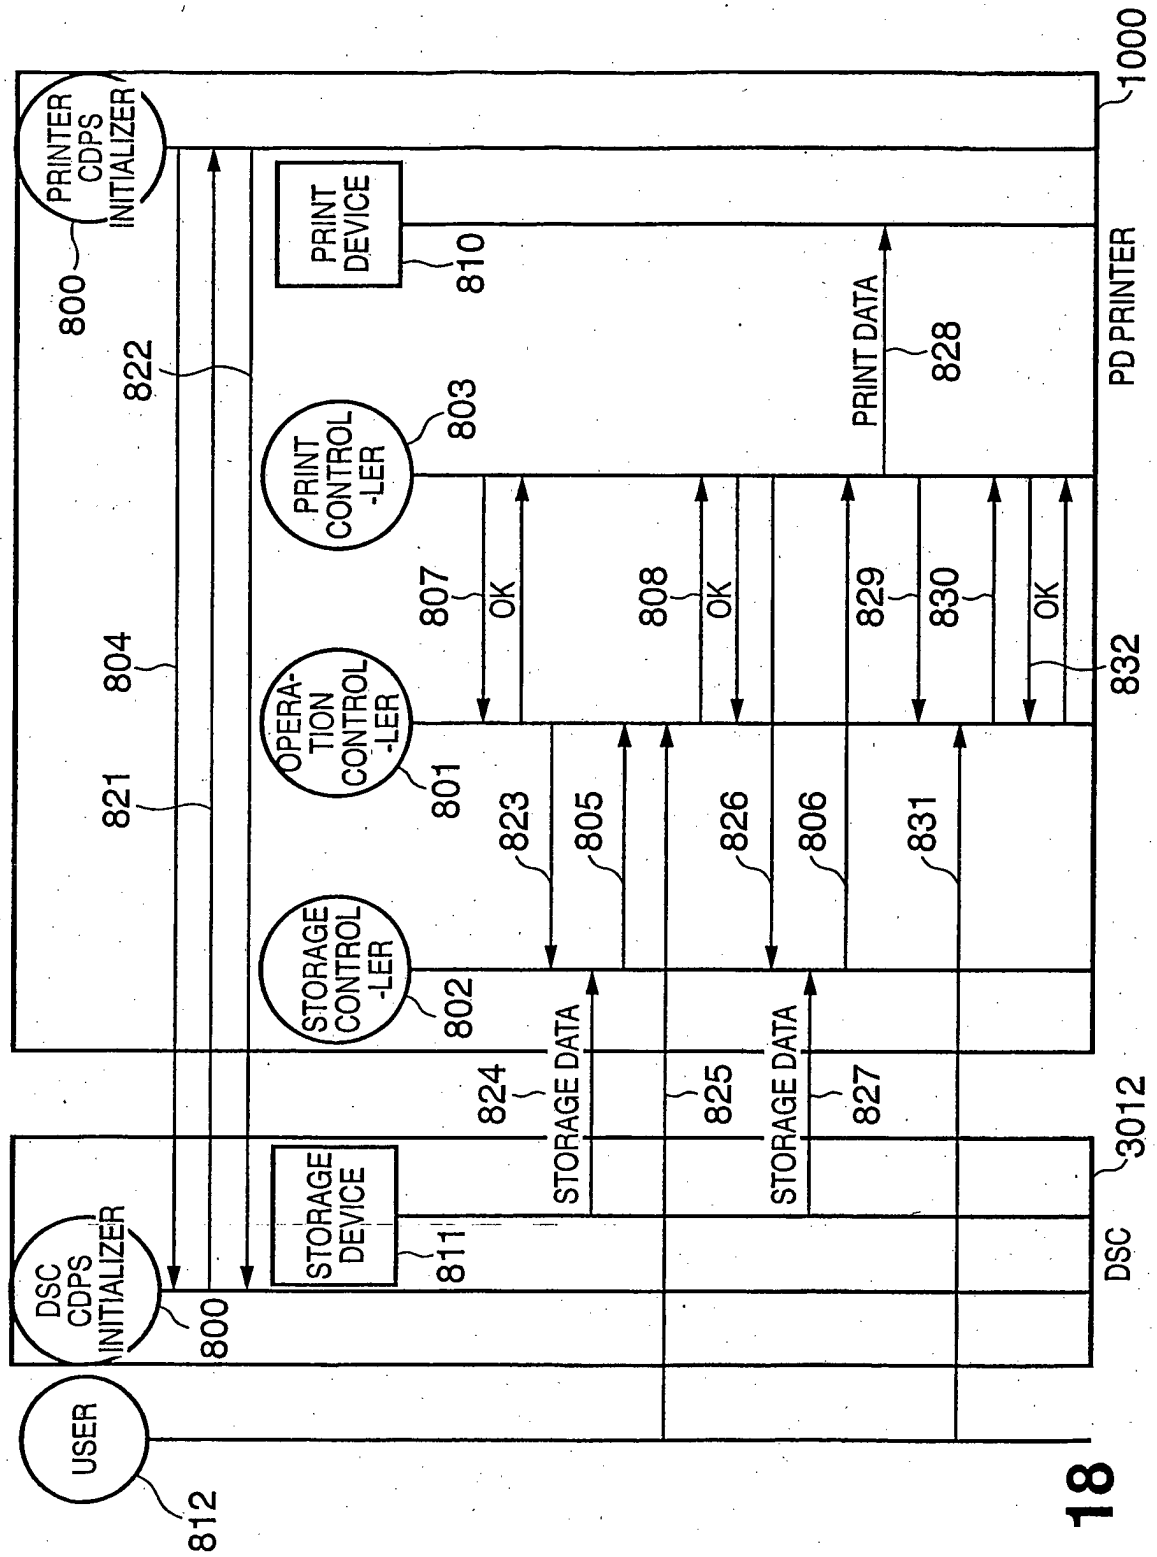 USER
812
DSC
CDPS
INITIALIZER
800
STORAGE
DEVICE
811
PRINTER
CDPS
INITIALIZER
800
804
821
822
STORAGE
CONTROL
-LER
802
OPERA-
TION
CONTROL
-LER
801
PRINT
CONTROL
-LER
803
PRINT
DEVICE
810
807
OK
823
824
STORAGE DATA
805
825
808
OK
826
STORAGE DATA
827
806
PRINT DATA
828
829
831
830
832
OK
DSC
3012
PD PRINTER
1000
18